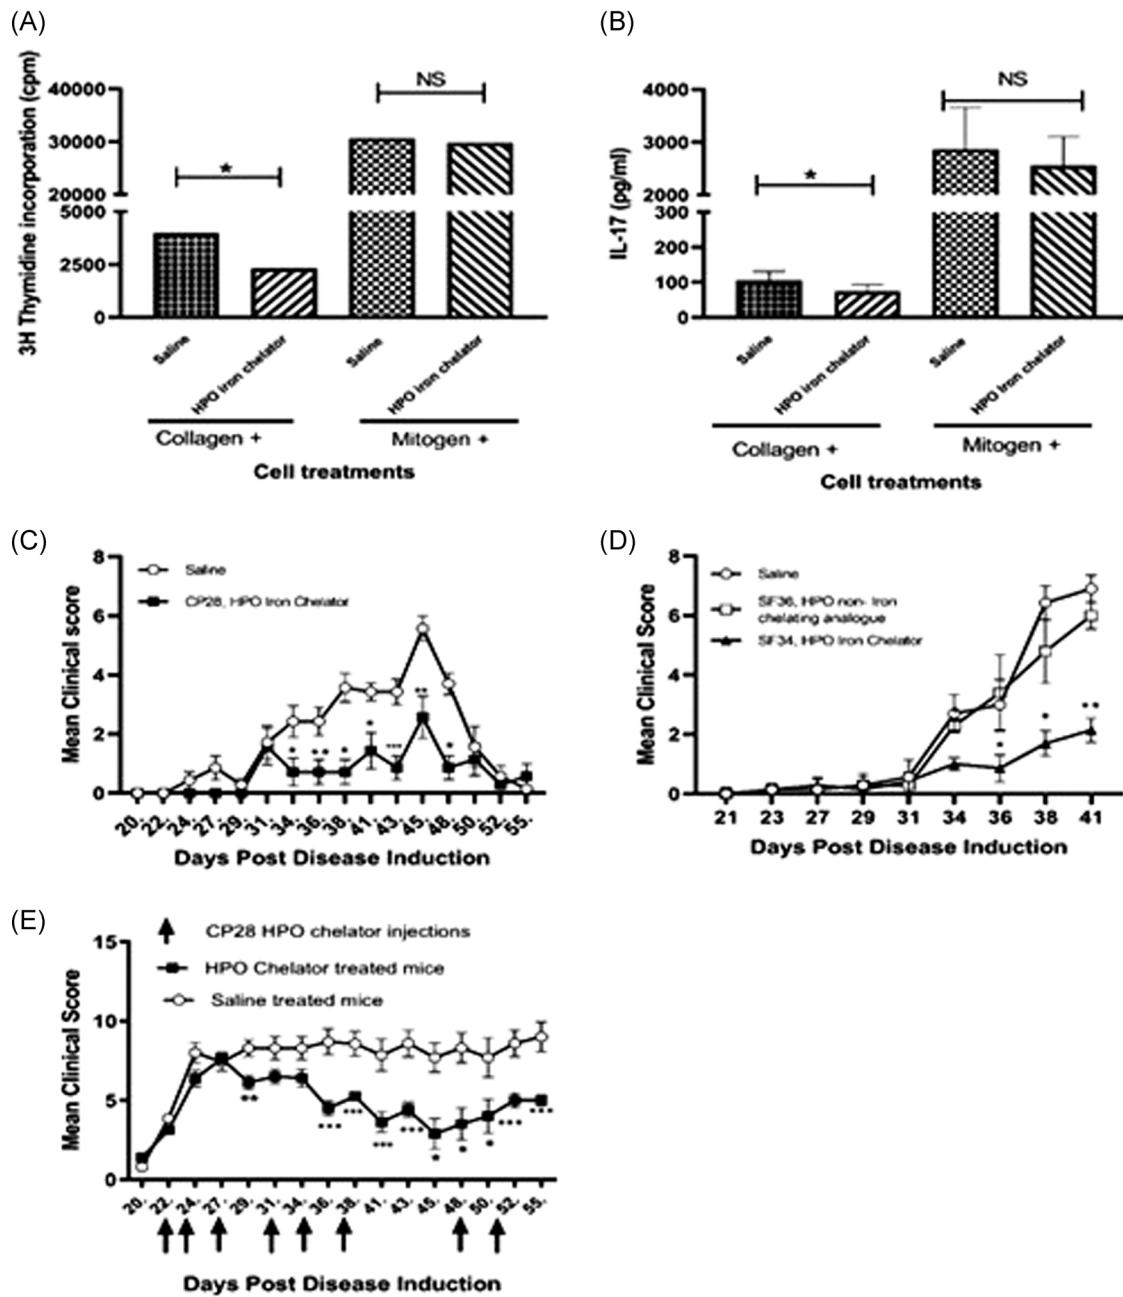 (A)
3H Thymidine incorporation (cpm)
40000
30000
20000
5000
2500
0
*
NS
Saline
HPO iron chelator
Saline
HPO iron chelator
Collagen +
Mitogen +
Cell treatments
(B)
IL-17 (pg/ml)
4000
3000
2000
300
200
100
0
*
NS
Saline
HPO iron chelator
Saline
HPO Iron chelator
Collagen +
Mitogen +
Cell treatments
(C)
Mean Clinical score
8
6
4
2
0
Saline
CP28, HPO Iron Chelator
* ** * * *** ** *
20. 22. 24. 27. 29. 31. 34. 36. 38. 41. 43. 45. 48. 50. 52. 55.
Days Post Disease Induction
(D)
Mean Clinical Score
8
6
4
2
0
Saline
SF36, HPO non- Iron
chelating analogue
SF34, HPO Iron Chelator
* * **
21 23 27 29 31 34 36 38 41
Days Post Disease Induction
(E)
Mean Clinical Score
15
10
5
0
CP28 HPO chelator injections
HPO Chelator treated mice
Saline treated mice
** *** *** *** *** * * * *** ***
20. 22. 24. 27. 29. 31. 34. 36. 38. 41. 43. 45. 48. 50. 52. 55.
Days Post Disease Induction